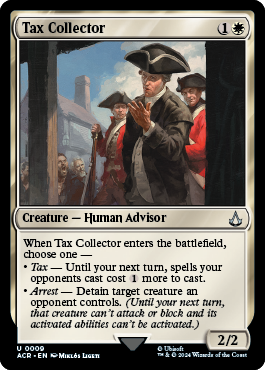 Tax Collector 1
Creature — Human Advisor
When Tax Collector enters the battlefield,
choose one —
• Tax — Until your next turn, spells your
opponents cast cost 1 more to cast.
• Arrest — Detain target creature an
opponent controls. (Until your next turn,
that creature can't attack or block and its
activated abilities can't be activated.)
2/2
U 0009
ACR • EN Miklós Ligeti
© Ubisoft
™ & © 2024 Wizards of the Coast